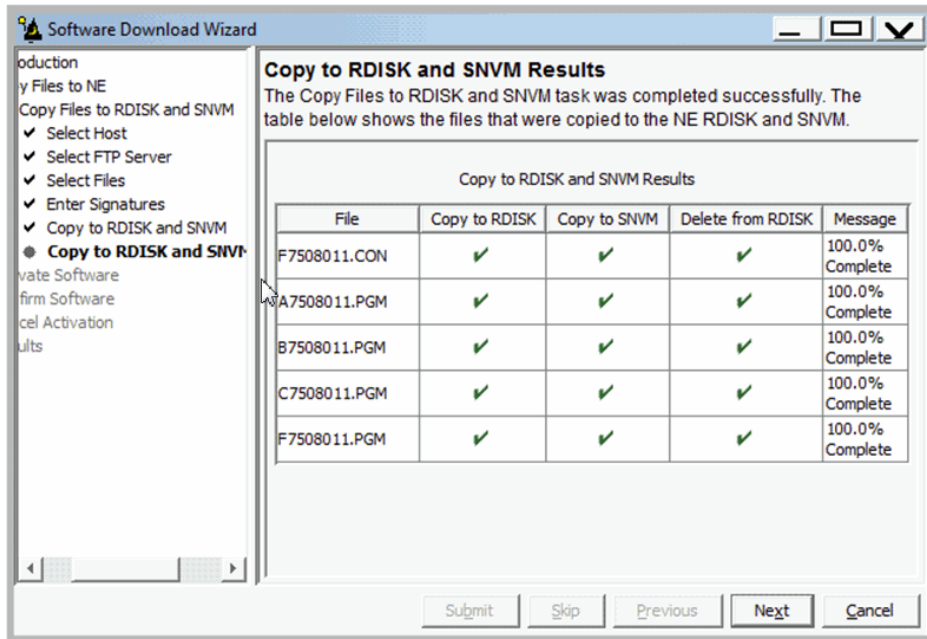 Software Download Wizard
oduction
y Files to NE
Copy Files to RDISK and SNVM
Select Host
Select FTP Server
Select Files
Enter Signatures
Copy to RDISK and SNVM
Copy to RDISK and SNVM
vate Software
firm Software
cel Activation
ults
Copy to RDISK and SNVM Results
The Copy Files to RDISK and SNVM task was completed successfully. The
table below shows the files that were copied to the NE RDISK and SNVM.
Copy to RDISK and SNVM Results
File Copy to RDISK Copy to SNVM Delete from RDISK Message
F7508011.CON ✔ ✔ ✔ 100.0%
Complete
A7508011.PGM ✔ ✔ ✔ 100.0%
Complete
B7508011.PGM ✔ ✔ ✔ 100.0%
Complete
C7508011.PGM ✔ ✔ ✔ 100.0%
Complete
F7508011.PGM ✔ ✔ ✔ 100.0%
Complete
Submit Skip Previous Next Cancel